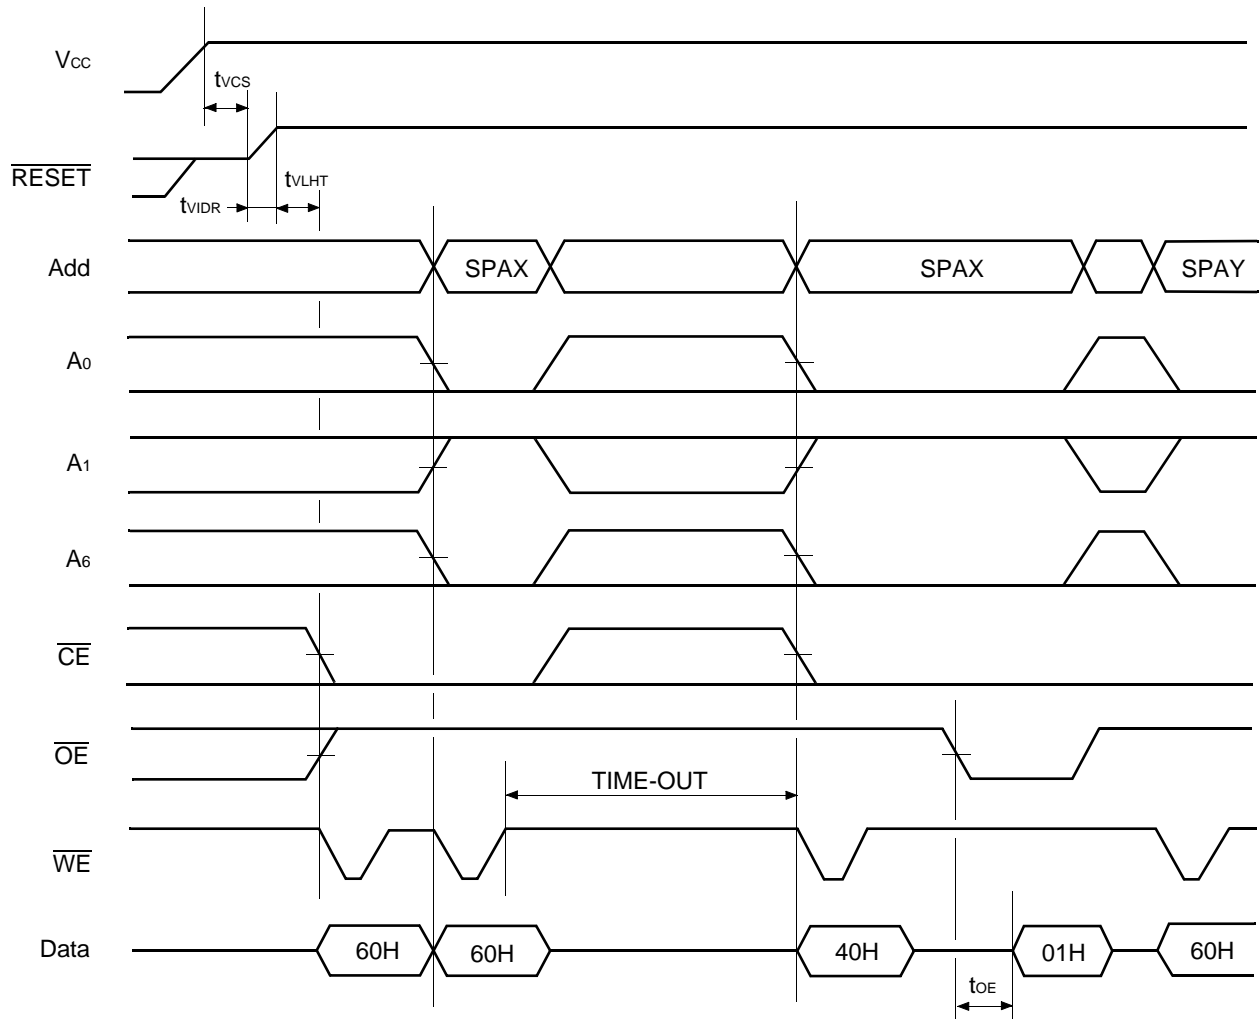 VCC
tVCS
RESET
tVLHT
tVIDR
Add SPAX SPAX SPAY
A0
A1
A6
CE
OE
TIME-OUT
WE
Data 60H 60H 40H 01H 60H
tOE